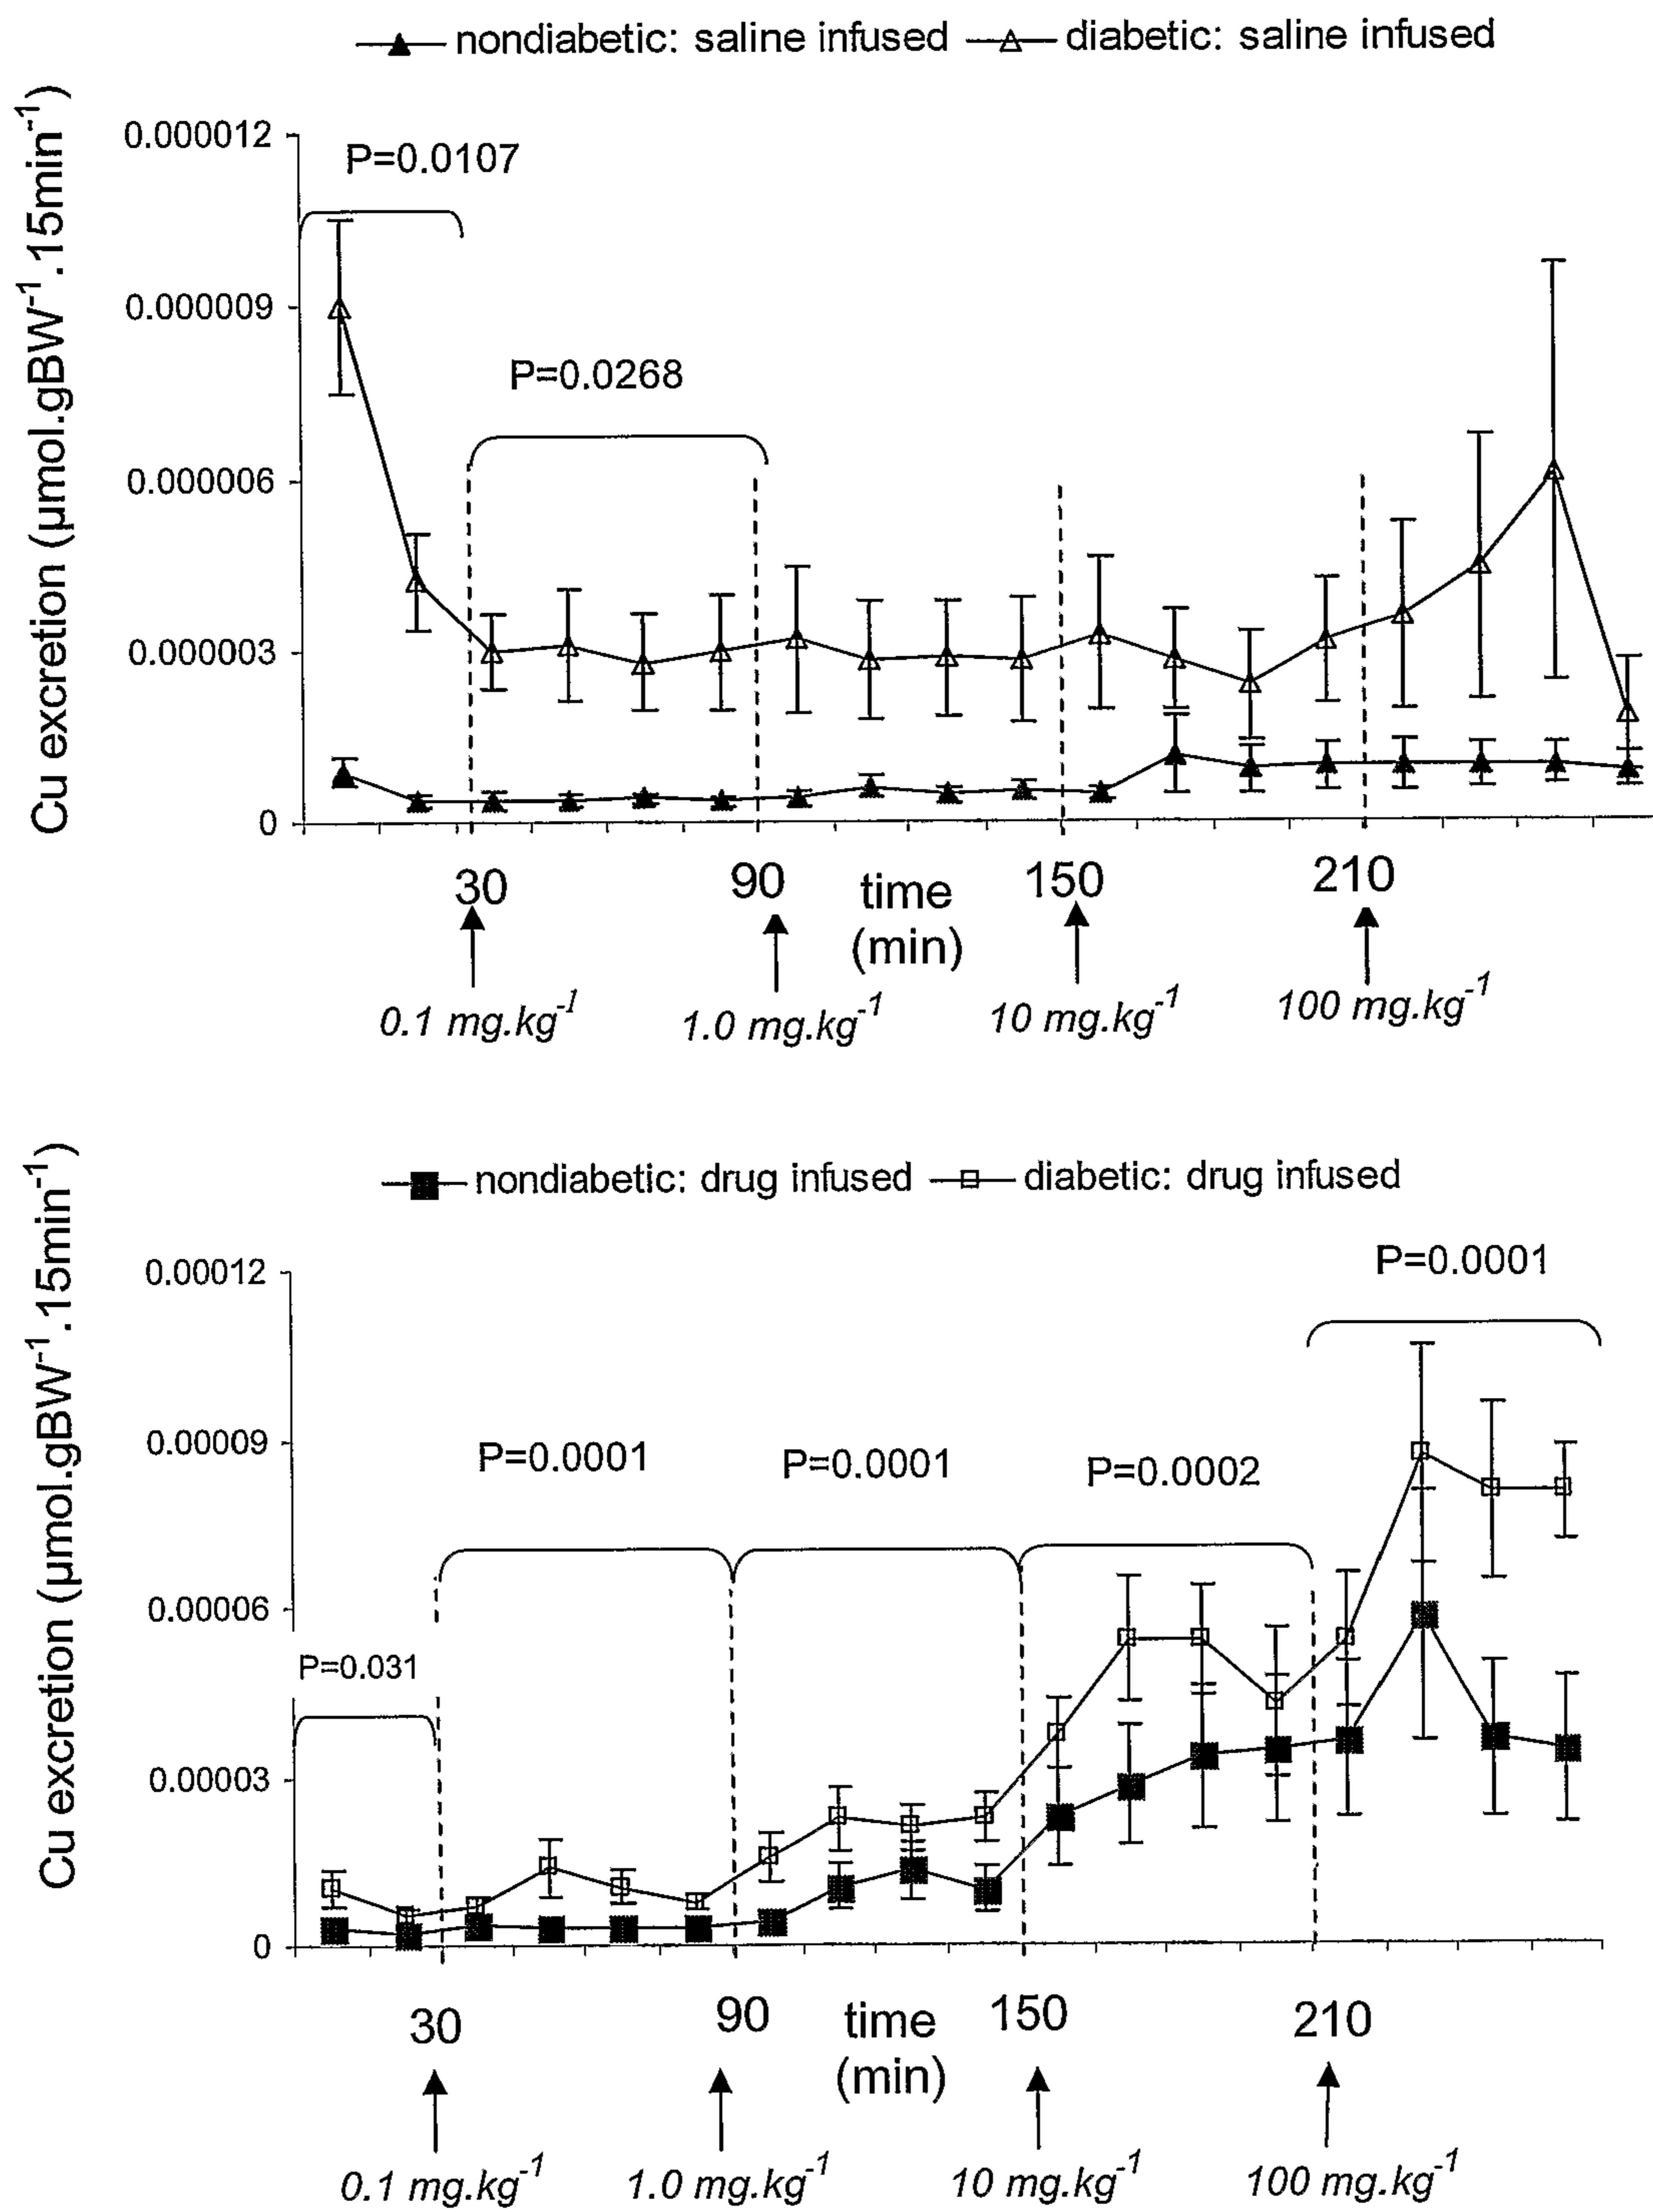 nondiabetic: saline infused diabetic: saline infused
Cu excretion (µmol.gBW⁻¹.15min⁻¹)
0.000012
P=0.0107
0.000009
P=0.0268
0.000006
0.000003
0
30 90 time (min) 150 210
0.1 mg.kg⁻¹ 1.0 mg.kg⁻¹ 10 mg.kg⁻¹ 100 mg.kg⁻¹
nondiabetic: drug infused diabetic: drug infused
Cu excretion (µmol.gBW⁻¹.15min⁻¹)
P=0.0001
0.00012
0.00009
P=0.0001 P=0.0001 P=0.0002
0.00006
P=0.031
0.00003
0
30 90 time (min) 150 210
0.1 mg.kg⁻¹ 1.0 mg.kg⁻¹ 10 mg.kg⁻¹ 100 mg.kg⁻¹